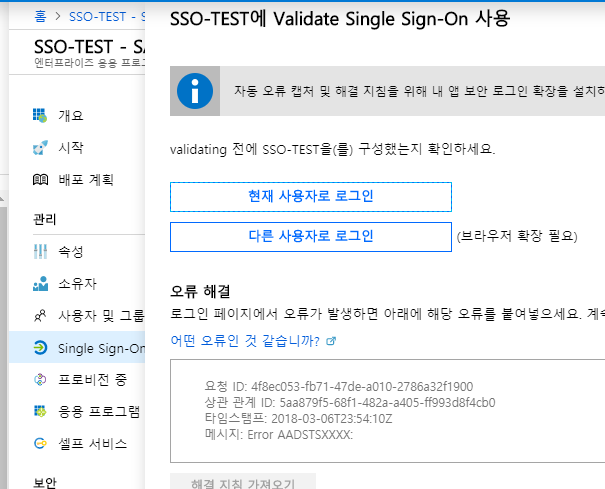 홈 > SSO-TEST - S
SSO-TEST - SA
엔터프라이즈 응용 프로그
개요
시작
배포 계획
관리
속성
소유자
사용자 및 그룹
Single Sign-On
프로비전 중
응용 프로그램
셀프 서비스
보안
SSO-TEST에 Validate Single Sign-On 사용
자동 오류 캡처 및 해결 지침을 위해 내 앱 보안 로그인 확장을 설치하
validating 전에 SSO-TEST을(를) 구성했는지 확인하세요.
현재 사용자로 로그인
다른 사용자로 로그인 (브라우저 확장 필요)
오류 해결
로그인 페이지에서 오류가 발생하면 아래에 해당 오류를 붙여넣으세요. 계속
어떤 오류인 것 같습니까?
요청 ID: 4f8ec053-fb71-47de-a010-2786a32f1900
상관 관계 ID: 5aa879f5-68f1-482a-a405-ff993d8f4cb0
타임스탬프: 2018-03-06T23:54:10Z
메시지: Error AADSTSXXXX:
해결 지침 가져오기